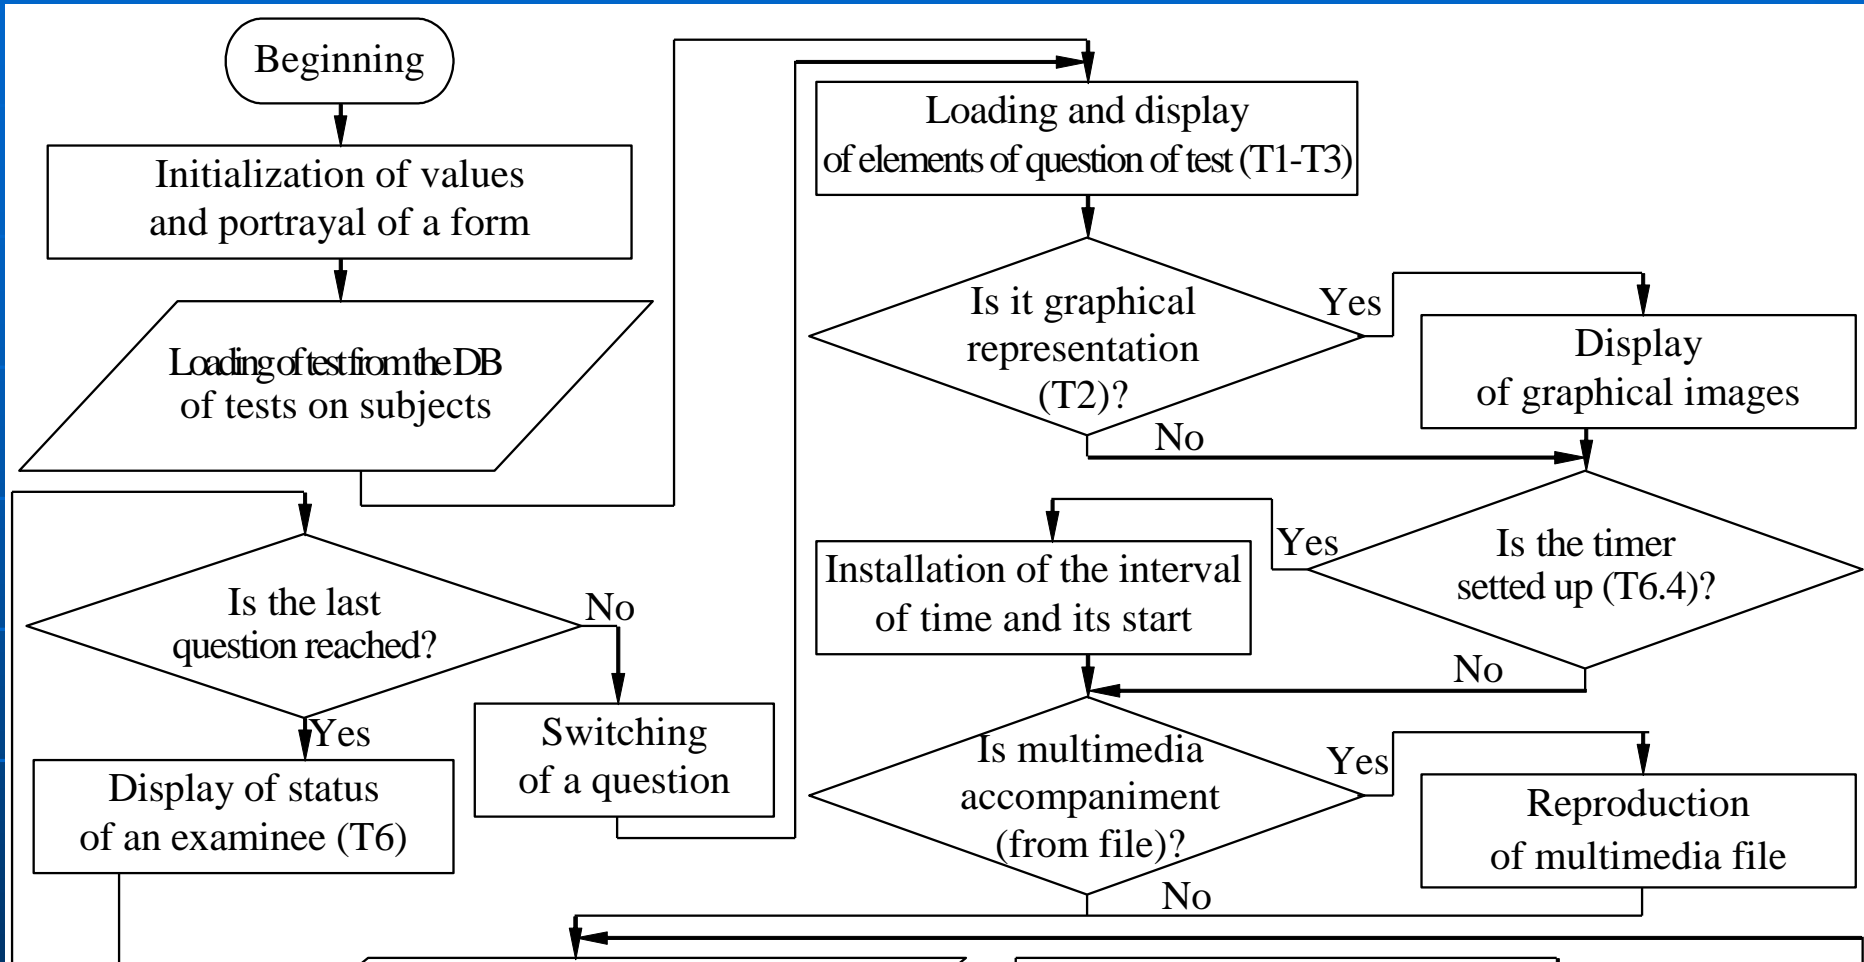 Beginning
Initialization of values
and portrayal of a form
Loading of test from the DB
of tests on subjects
Is the last
question reached?
No
Yes
Switching
of a question
Display of status
of an examinee (T6)
Loading and display
of elements of question of test (T1-T3)
Is it graphical
representation
(T2)?
Yes
No
Display
of graphical images
Is the timer
setted up (T6.4)?
Yes
No
Installation of the interval
of time and its start
Is multimedia
accompaniment
(from file)?
Yes
No
Reproduction
of multimedia file